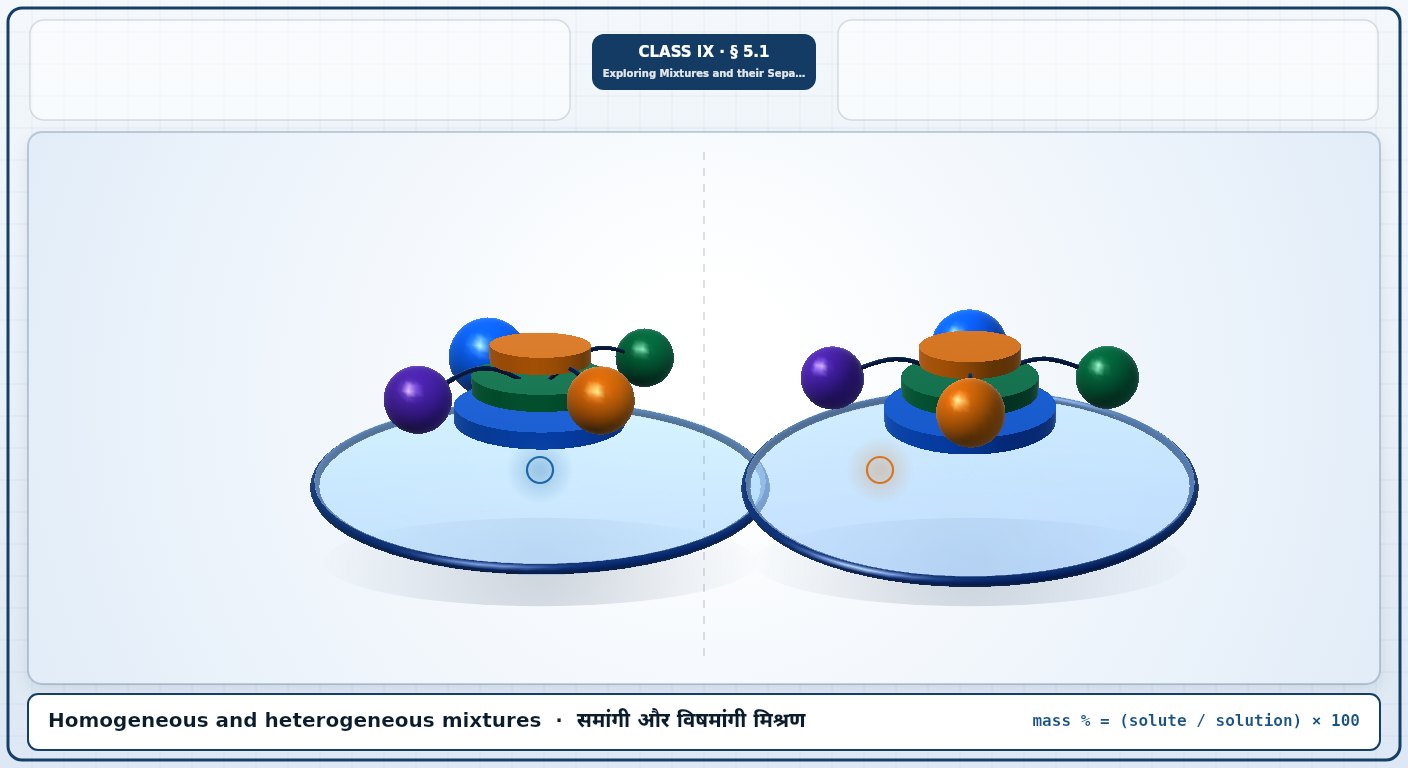 CLASS IX · § 5.1
Exploring Mixtures and their Sepa...
Homogeneous and heterogeneous mixtures · समांगी और विषमांगी मिश्रण
mass % = (solute / solution) × 100